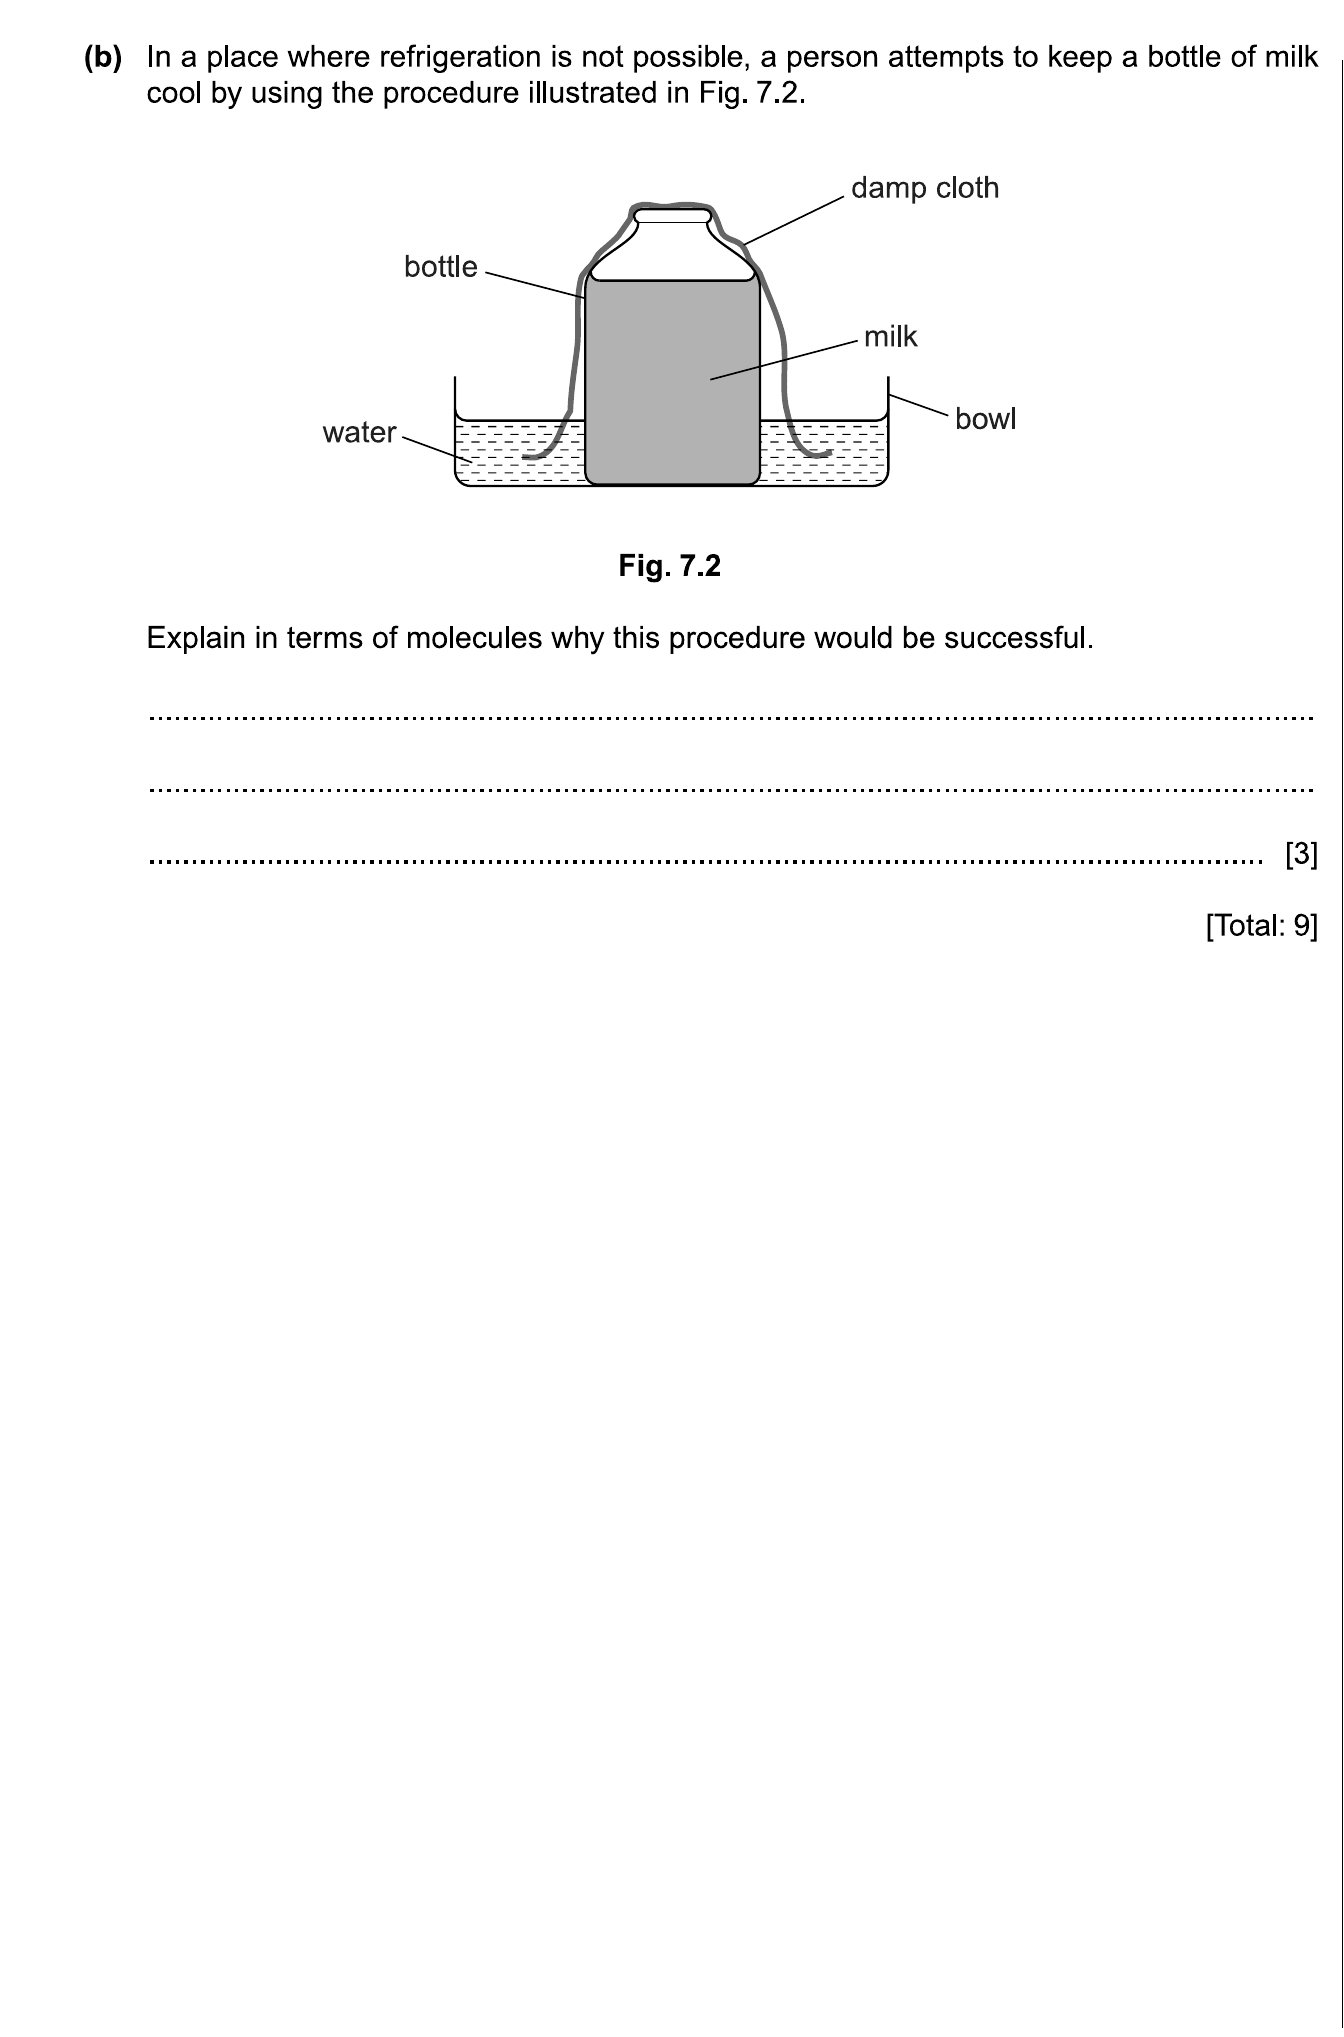 (b) In a place where refrigeration is not possible, a person attempts to keep a bottle of milk
cool by using the procedure illustrated in Fig. 7.2.
damp cloth
bottle
milk
bowl
water
Fig. 7.2
Explain in terms of molecules why this procedure would be successful.
..........................................................................................................................................
..........................................................................................................................................
.................................................................................................................................... [3]
[Total: 9]